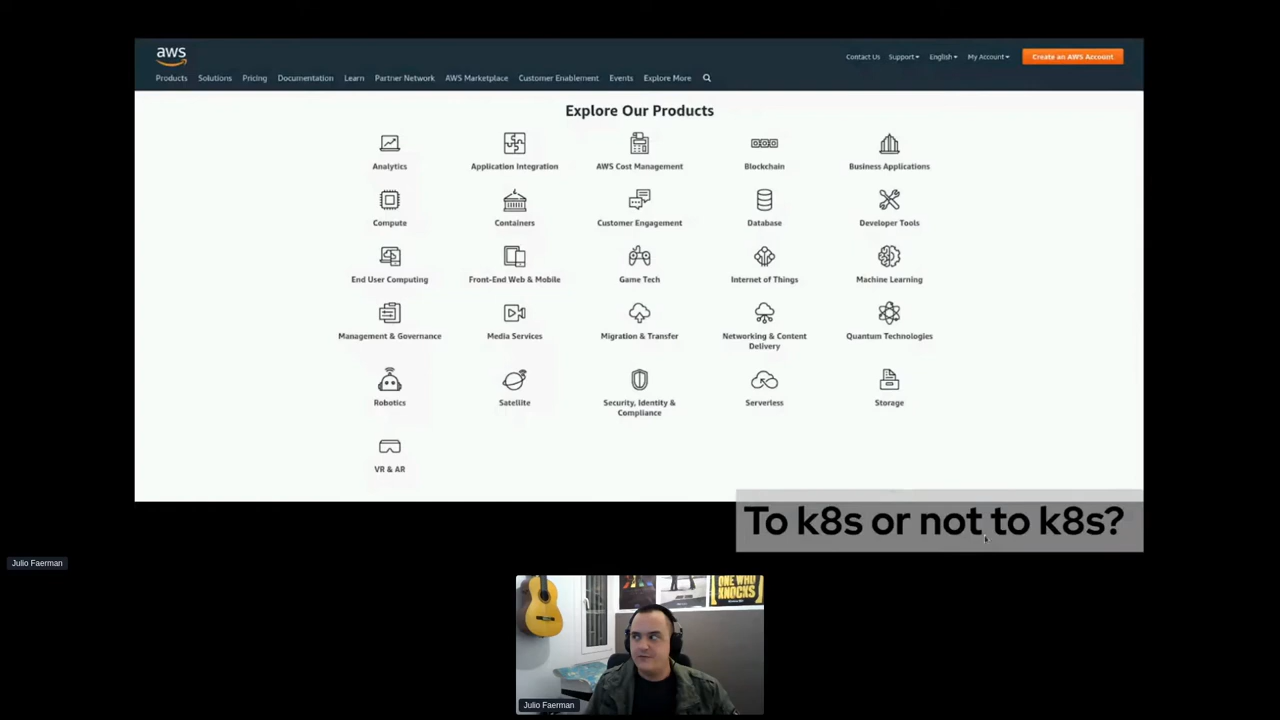 aws
Contact Us Support English My Account Create an AWS Account
Products Solutions Pricing Documentation Learn Partner Network AWS Marketplace Customer Enablement Events Explore More
Explore Our Products
Analytics Application Integration AWS Cost Management Blockchain Business Applications
Compute Containers Customer Engagement Database Developer Tools
End User Computing Front-End Web & Mobile Game Tech Internet of Things Machine Learning
Management & Governance Media Services Migration & Transfer Networking & Content Delivery Quantum Technologies
Robotics Satellite Security, Identity & Compliance Serverless Storage
VR & AR
To k8s or not to k8s?
Julio Faerman
ONE WHO
KNOCKS
Julio Faerman